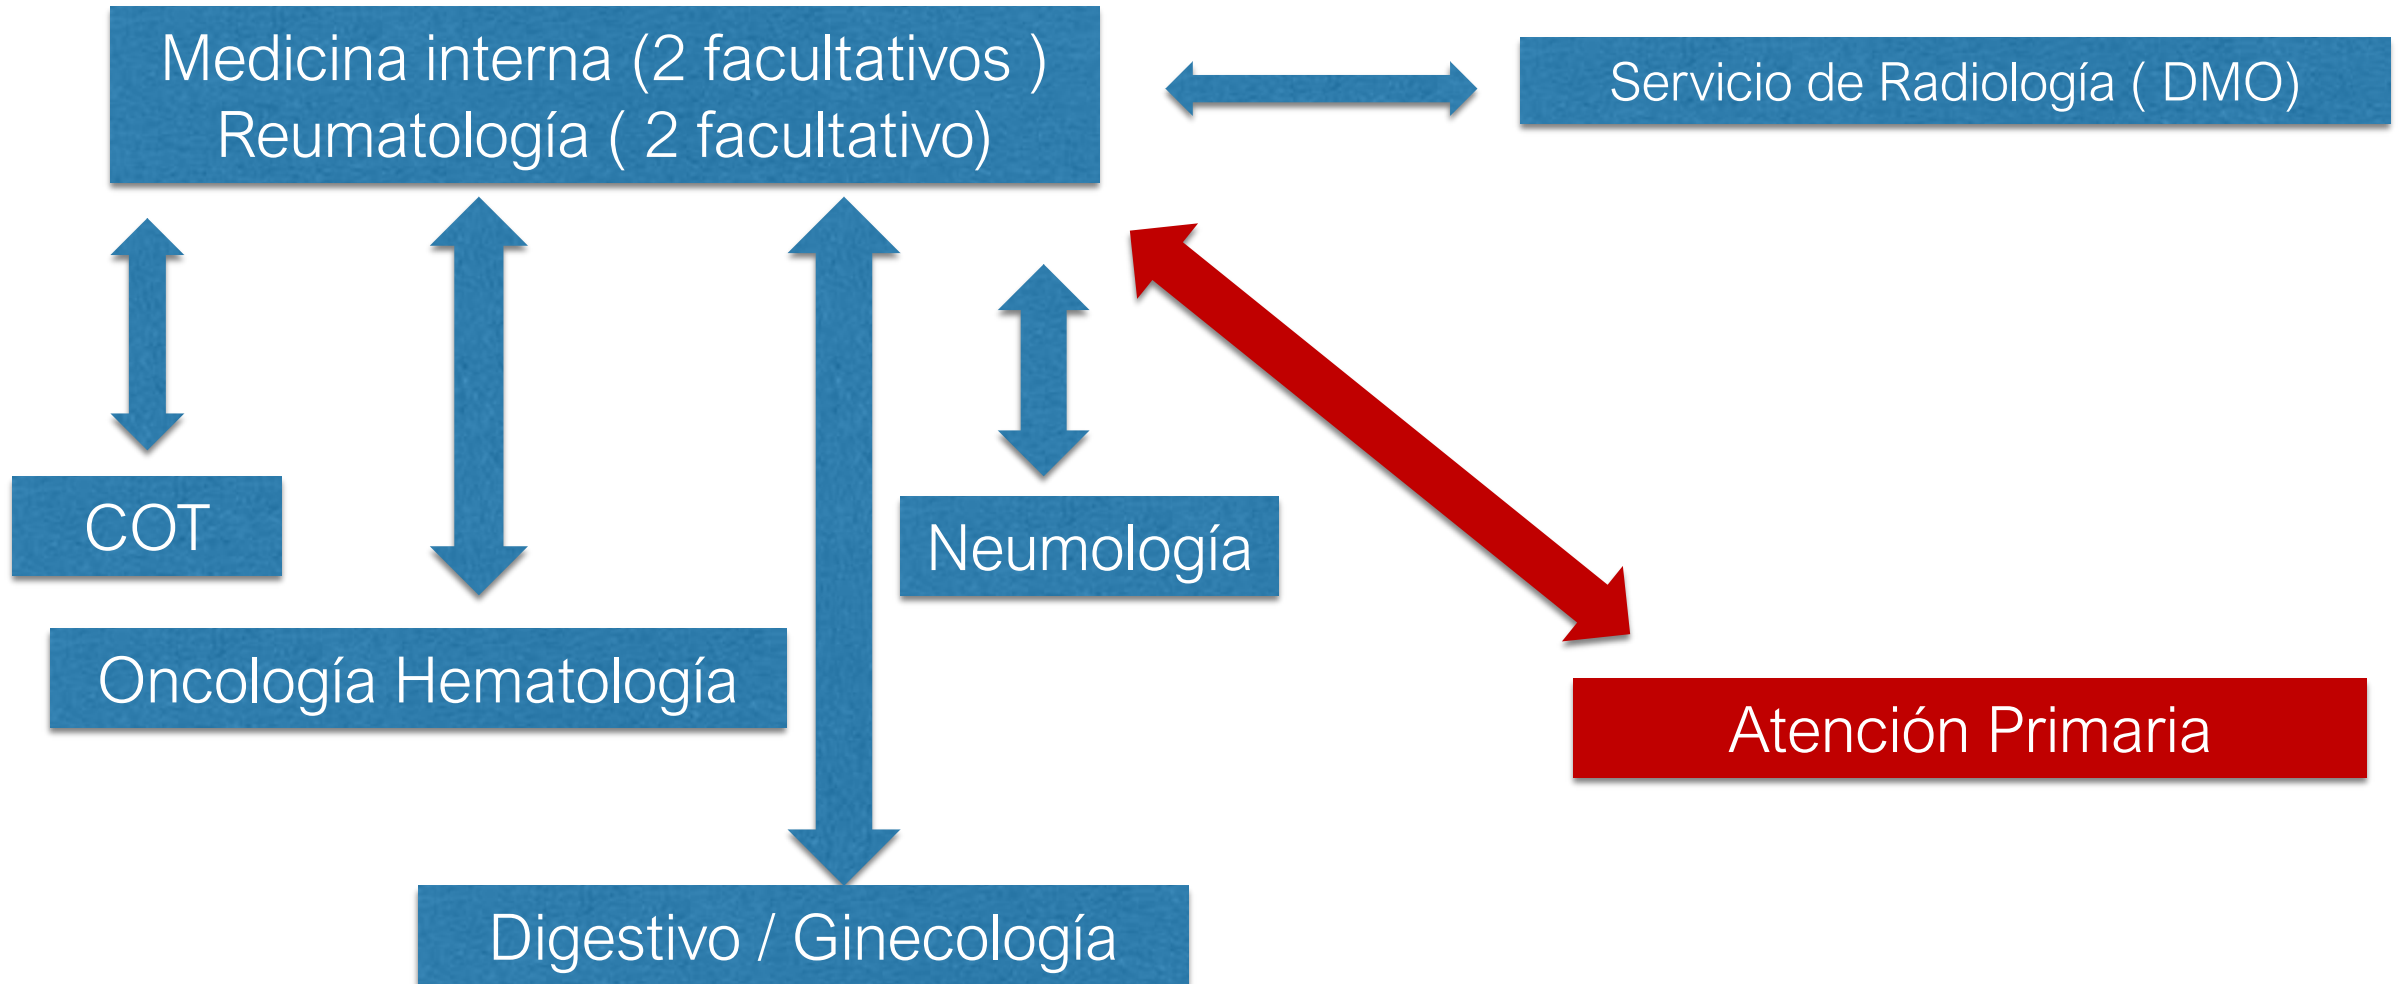 Medicina interna (2 facultativos )
Reumatología ( 2 facultativo)
Servicio de Radiología ( DMO)
COT
Neumología
Oncología Hematología
Atención Primaria
Digestivo / Ginecología